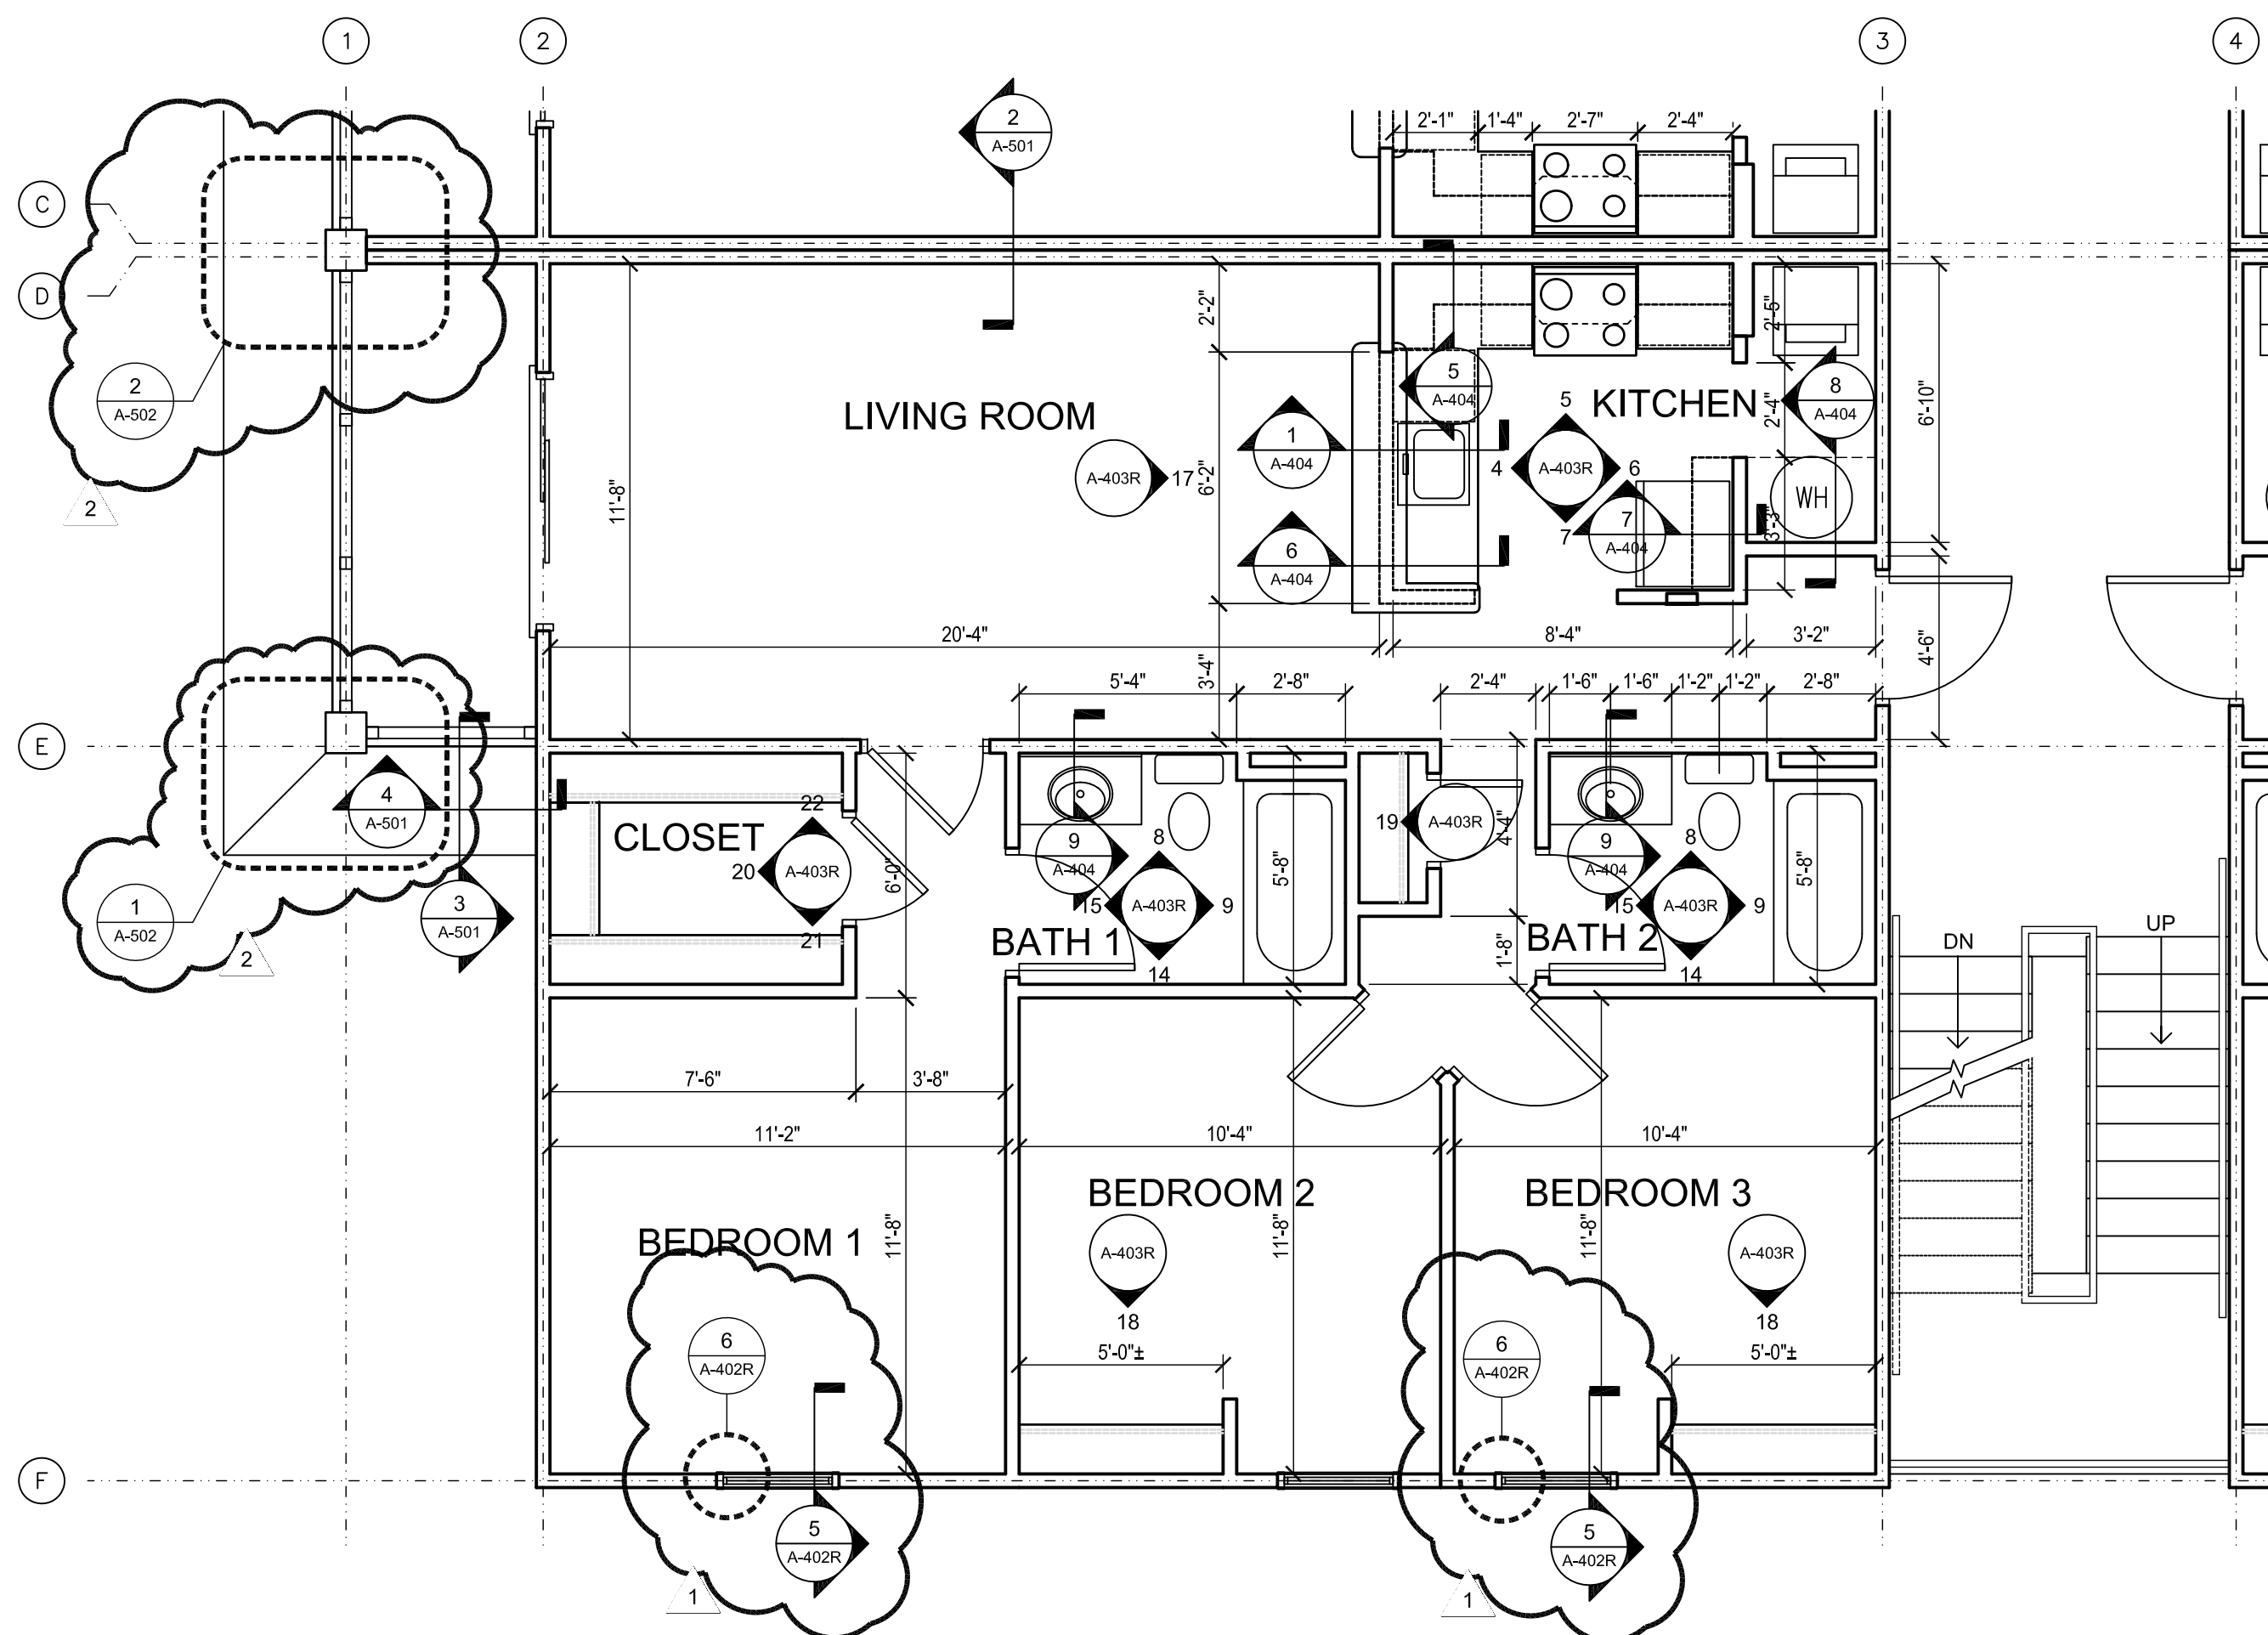 1
2
3
4
2
A-501
2'-1"
1'-4"
2'-7"
2'-4"
C
D
2
A-502
2
2'-2"
2'-5"
LIVING ROOM
5
A-404
KITCHEN
8
A-404
6'-10"
1
A-404
5
2'-4"
A-403R
17
4
A-403R
6
6'-2"
11'-8"
WH
7
7
A-404
3'-3"
6
A-404
20'-4"
8'-4"
3'-2"
4'-6"
3'-4"
5'-4"
2'-8"
2'-4"
1'-6"
1'-6"
1'-2"
1'-2"
2'-8"
E
4
A-501
22
CLOSET
20
A-403R
21
6'-0"
9
A-404
8
15
A-403R
9
14
BATH 1
5'-8"
19
A-403R
4'-4"
9
A-404
8
15
A-403R
9
14
BATH 2
5'-8"
1'-8"
1
A-502
2
3
A-501
DN
UP
7'-6"
3'-8"
11'-2"
10'-4"
10'-4"
BEDROOM 1
BEDROOM 2
BEDROOM 3
11'-8"
11'-8"
11'-8"
A-403R
18
A-403R
18
6
A-402R
5'-0"±
6
A-402R
5'-0"±
F
5
A-402R
1
5
A-402R
1